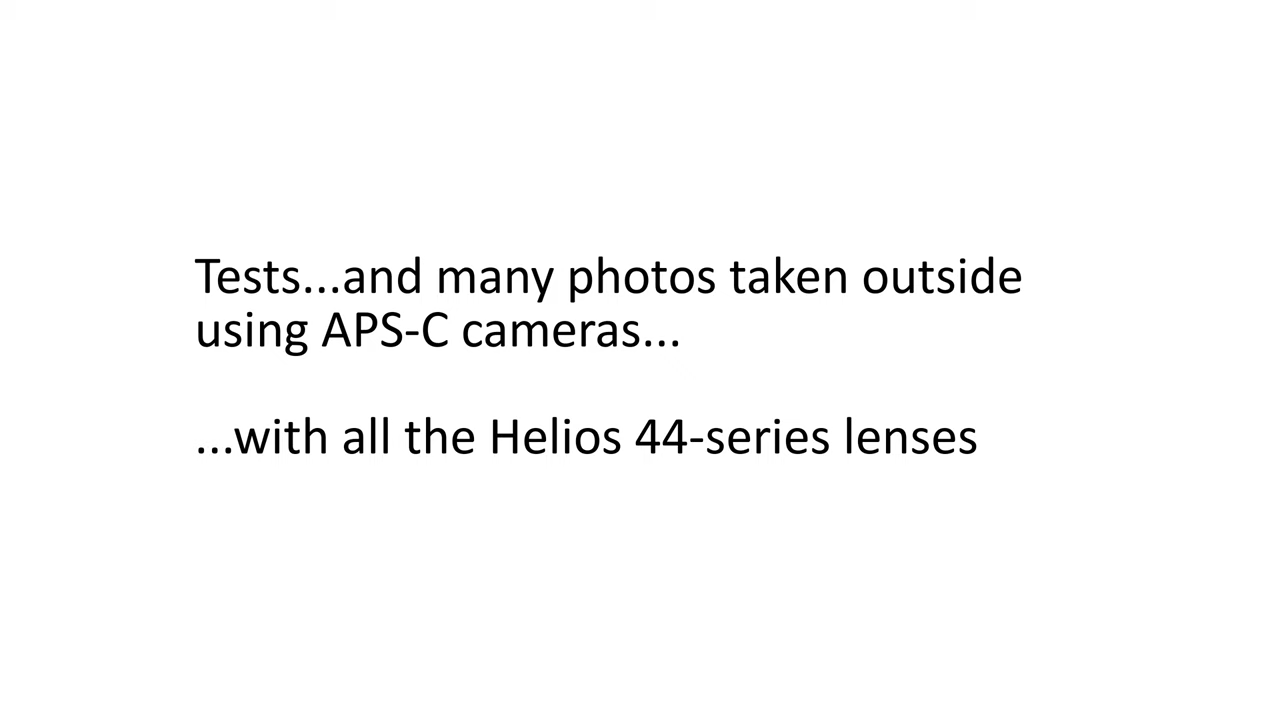 Tests...and many photos taken outside
using APS-C cameras...
...with all the Helios 44-series lenses